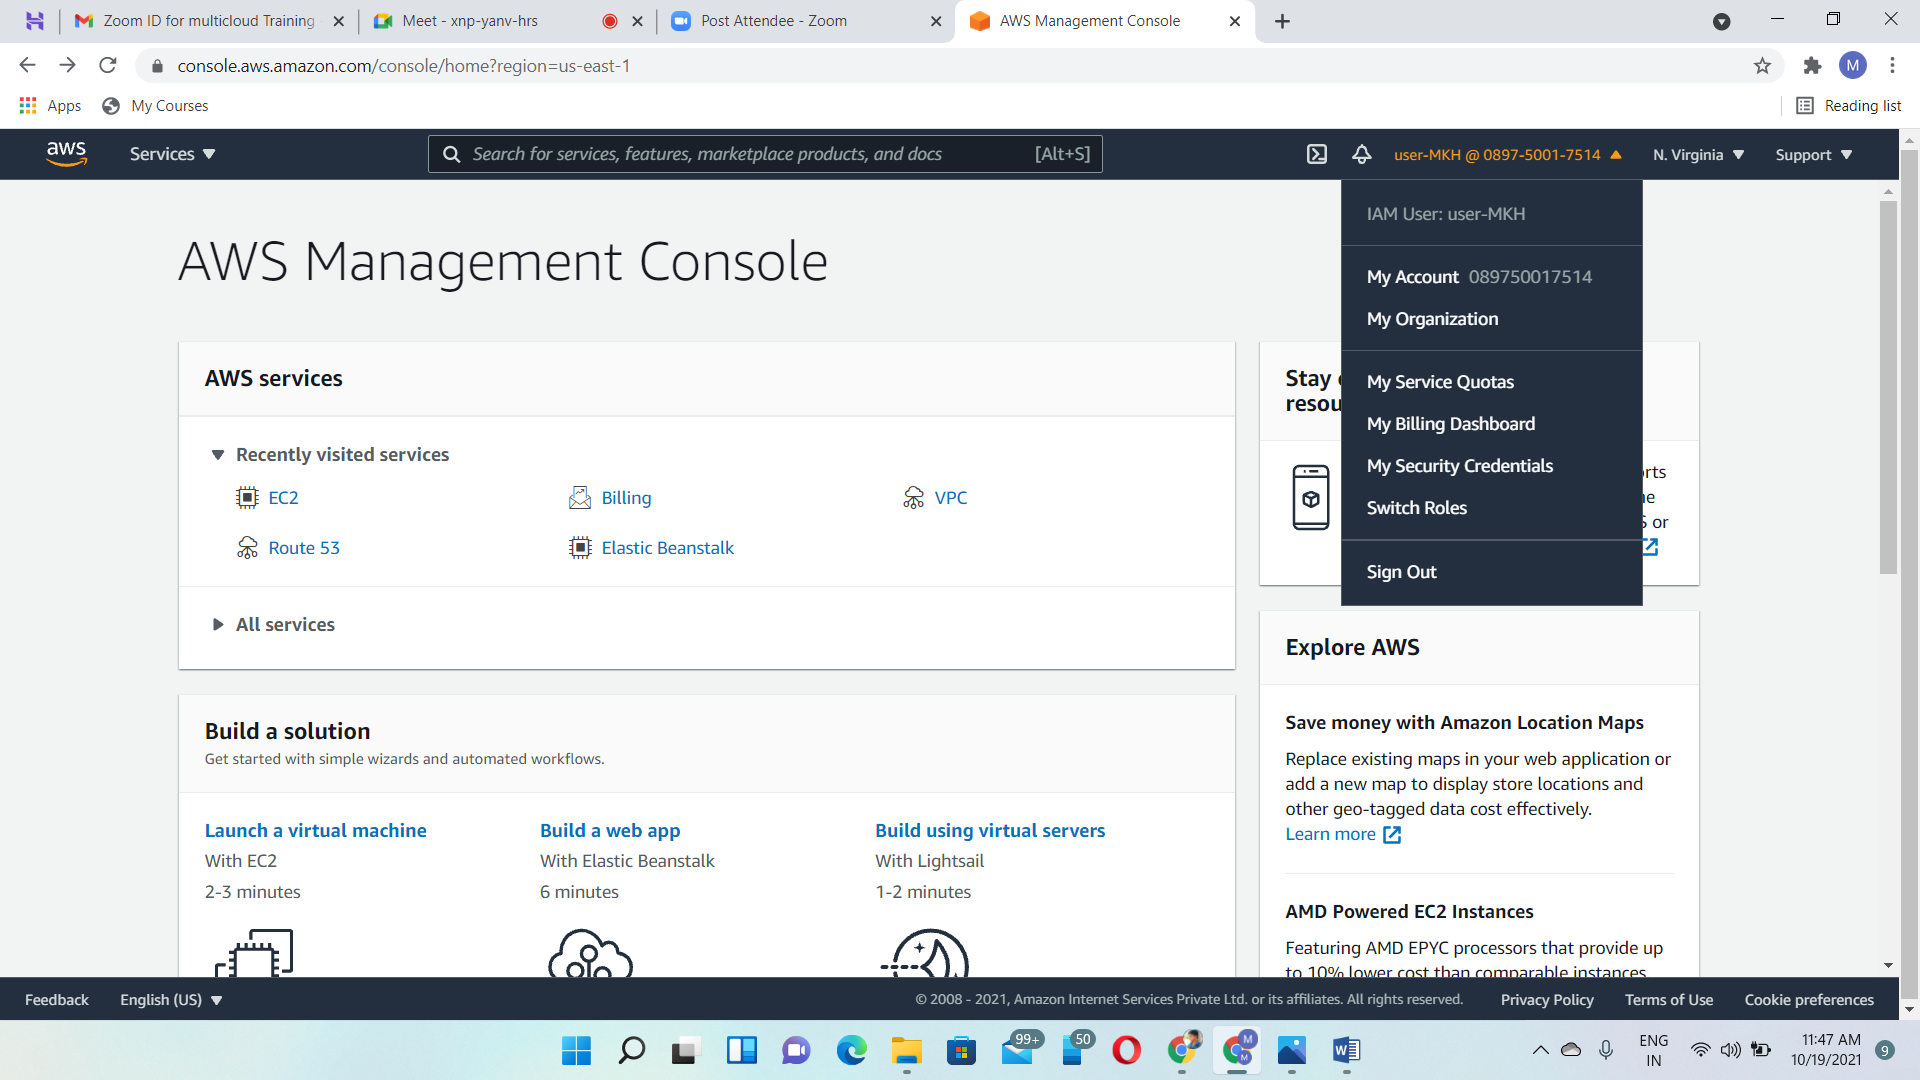 Zoom ID for multicloud Training
Meet - xnp-yanv-hrs
Post Attendee - Zoom
AWS Management Console
console.aws.amazon.com/console/home?region=us-east-1
M
Apps
My Courses
Reading list
aws
Services
Search for services, features, marketplace products, and docs
[Alt+S]
user-MKH @ 0897-5001-7514
N. Virginia
Support
IAM User: user-MKH
My Account 089750017514
My Organization
My Service Quotas
My Billing Dashboard
My Security Credentials
Switch Roles
Sign Out
AWS Management Console
AWS services
Recently visited services
EC2
Billing
VPC
Route 53
Elastic Beanstalk
All services
Stay
or
Build a solution
Get started with simple wizards and automated workflows.
Launch a virtual machine
With EC2
2-3 minutes
Build a web app
With Elastic Beanstalk
6 minutes
Build using virtual servers
With Lightsail
1-2 minutes
Explore AWS
Save money with Amazon Location Maps
Replace existing maps in your web application or
add a new map to display store locations and
other geo-tagged data cost effectively.
Learn more
AMD Powered EC2 Instances
Featuring AMD EPYC processors that provide up
to 10% lower cost than comparable instances
Feedback
English (US)
© 2008 - 2021, Amazon Internet Services Private Ltd. or its affiliates. All rights reserved.
Privacy Policy
Terms of Use
Cookie preferences
99+
50
M
M
W
ENG
IN
11:47 AM
10/19/2021
9